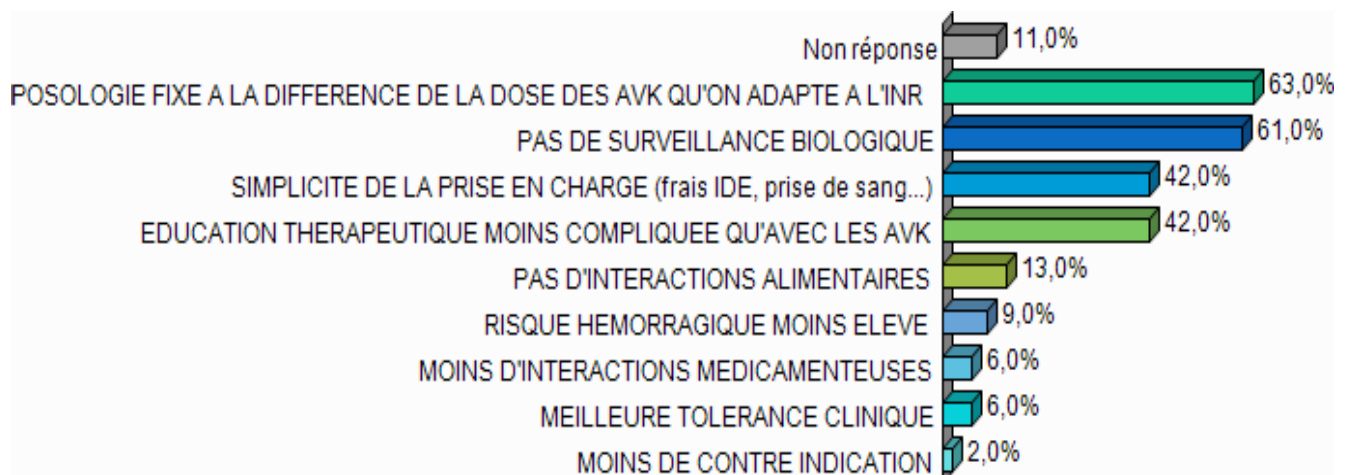 Non réponse 11,0%
POSOLOGIE FIXE A LA DIFFERENCE DE LA DOSE DES AVK QU'ON ADAPTE A L'INR 63,0%
PAS DE SURVEILLANCE BIOLOGIQUE 61,0%
SIMPLICITE DE LA PRISE EN CHARGE (frais IDE, prise de sang...) 42,0%
EDUCATION THERAPEUTIQUE MOINS COMPLIQUEE QU'AVEC LES AVK 42,0%
PAS D'INTERACTIONS ALIMENTAIRES 13,0%
RISQUE HEMORRAGIQUE MOINS ELEVE 9,0%
MOINS D'INTERACTIONS MEDICAMENTEUSES 6,0%
MEILLEURE TOLERANCE CLINIQUE 6,0%
MOINS DE CONTRE INDICATION 2,0%